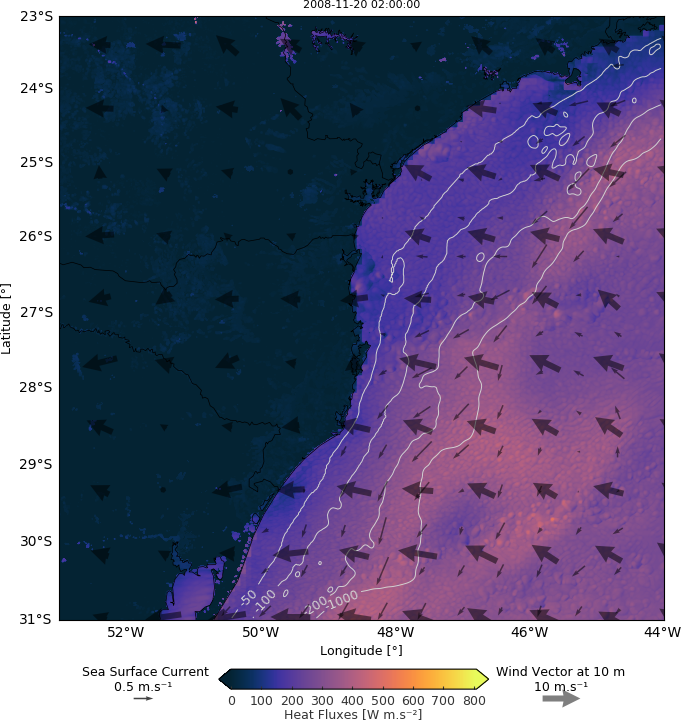 2008-11-20 02:00:00
23°S
24°S
25°S
26°S
27°S
28°S
29°S
30°S
31°S
Latitude [°]
-50
-100
-200
-1000
52°W 50°W 48°W 46°W 44°W
Longitude [°]
Sea Surface Current
0.5 m.s⁻¹
Wind Vector at 10 m
10 m.s⁻¹
0 100 200 300 400 500 600 700 800
Heat Fluxes [W m.s⁻²]